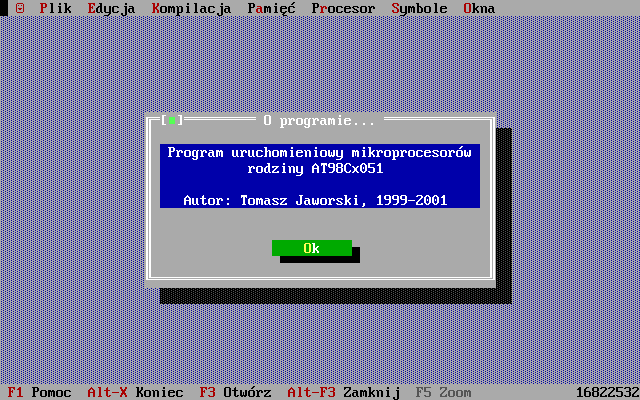 Plik Edycja Kompilacja Pamięć Procesor Symbole Okna
O programie...
Program uruchomieniowy mikroprocesorów
rodziny AT98Cx051
Autor: Tomasz Jaworski, 1999-2001
Ok
F1 Pomoc Alt-X Koniec F3 Otwórz Alt-F3 Zamknij F5 Zoom 16822532